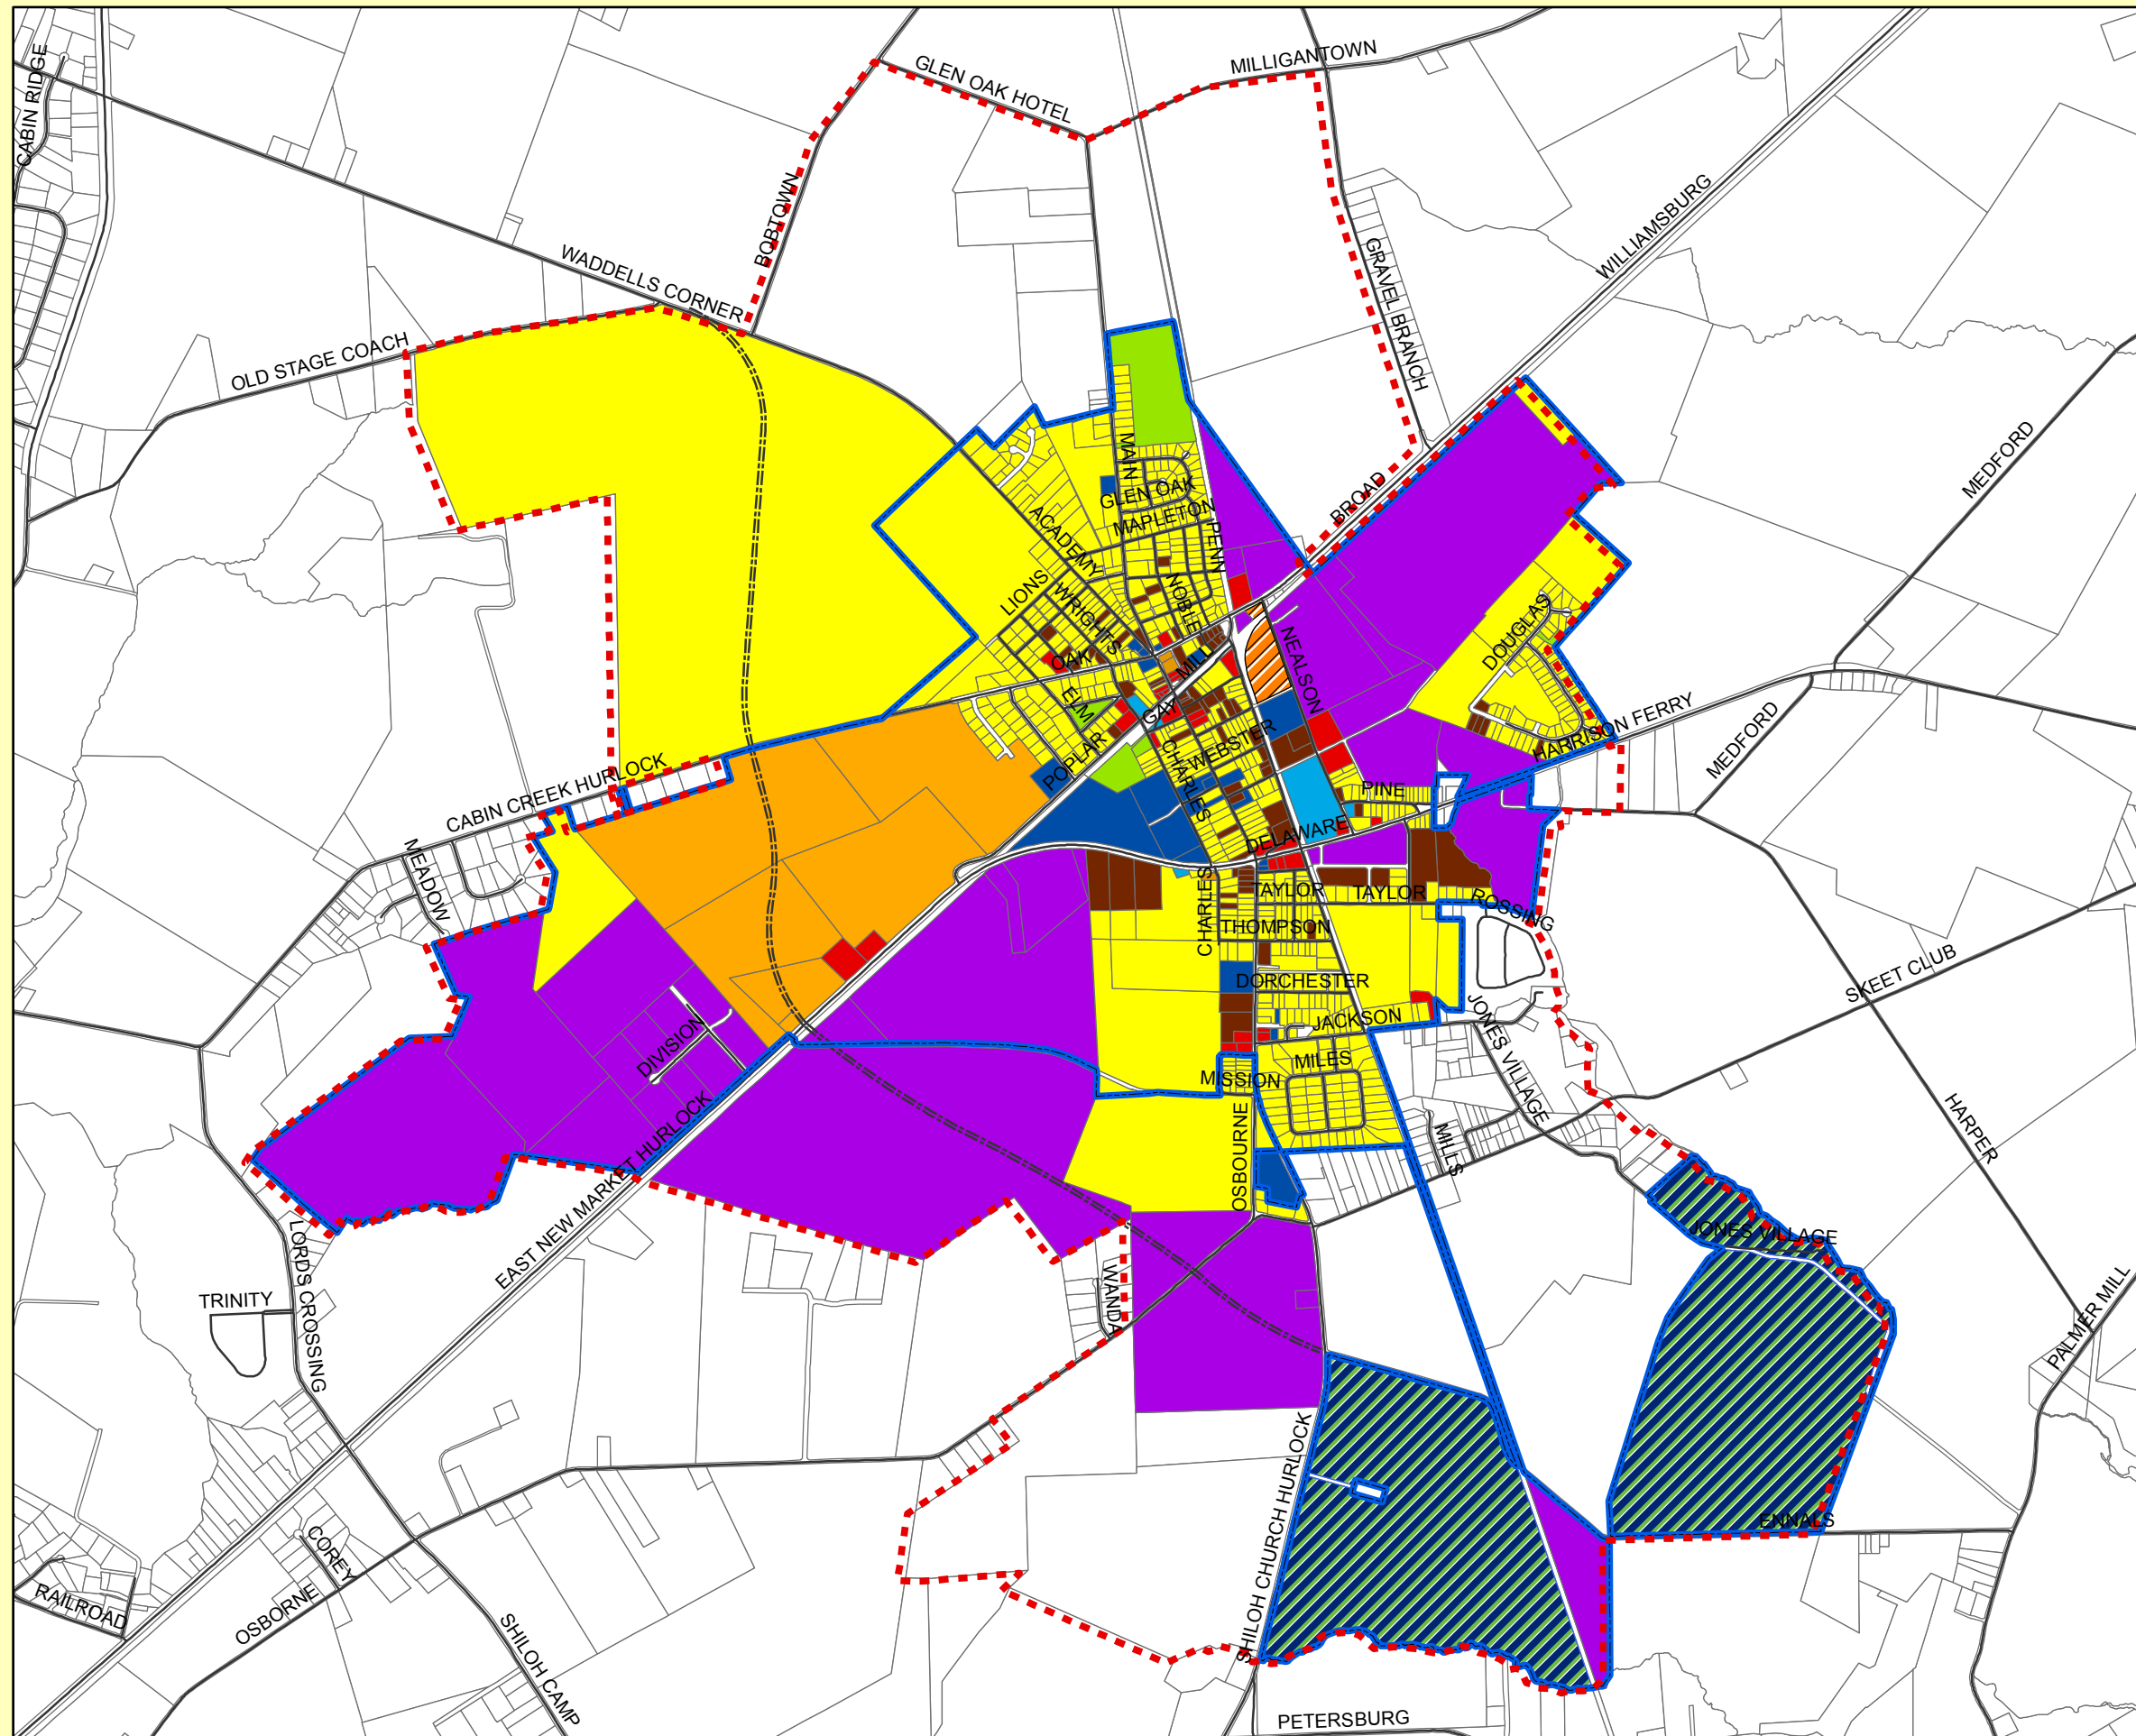 GLEN OAK HOTEL
MILLIGANTOWN
CABIN RIDGE
BOBTOWN
WILLIAMSBURG
WADDELLS CORNER
GRAVEL BRANCH
OLD STAGE COACH
MEDFORD
MAIN
GLEN OAK
MAPLETON
PENN
BROAD
ACADEMY
LIONS
WRIGHTS
NOBLE
OAK
MILL
NEALSON
DOUGLAS
ELM
GAY
POPLAR
CHARLES
WEBSTER
HARRISON FERRY
MEDFORD
CABIN CREEK HURLOCK
PINE
MEADOW
DELAWARE
CHARLES
TAYLOR
TAYLOR
ROSSING
THOMPSON
DORCHESTER
SKEET CLUB
JACKSON
JONES VILLAGE
DIVISION
MILES
MISSION
EAST NEW MARKET HURLOCK
OSBOURNE
MILLS
HARPER
LORDS CROSSING
TRINITY
WANDA
JONES VILLAGE
PALMER MILL
SHILOH CHURCH HURLOCK
ENNALS
COREY
RAILROAD
OSBORNE
SHILOH CAMP
PETERSBURG